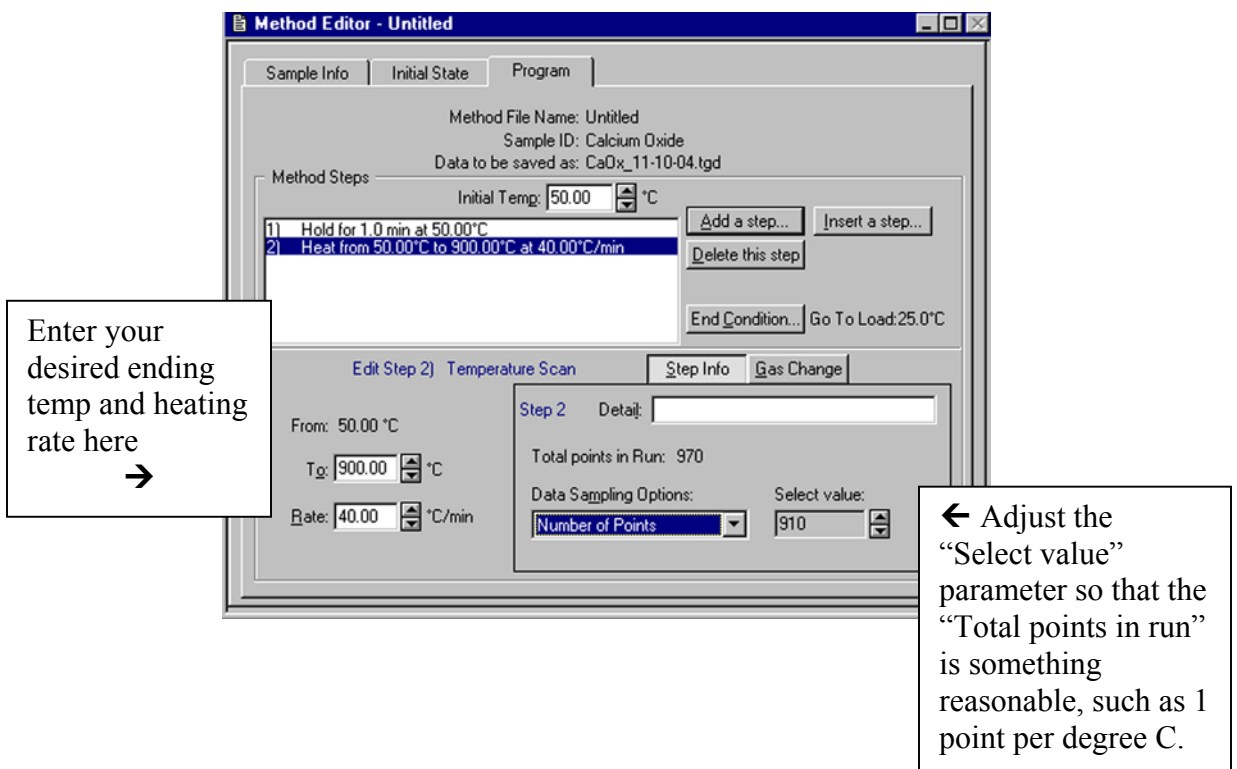 Method Editor - Untitled
Sample Info
Initial State
Program
Method File Name: Untitled
Sample ID: Calcium Oxide
Data to be saved as: CaOx_11-10-04.tgd
Method Steps
Initial Temp: 50.00 °C
1) Hold for 1.0 min at 50.00°C
2) Heat from 50.00°C to 900.00°C at 40.00°C/min
Add a step...
Insert a step...
Delete this step
End Condition...
Go To Load:25.0°C
Enter your
desired ending
temp and heating
rate here
→
Edit Step 2) Temperature Scan
Step Info
Gas Change
From: 50.00 °C
To: 900.00 °C
Rate: 40.00 °C/min
Step 2 Detail:
Total points in Run: 970
Data Sampling Options:
Number of Points
Select value:
910
← Adjust the
“Select value”
parameter so that the
“Total points in run”
is something
reasonable, such as 1
point per degree C.